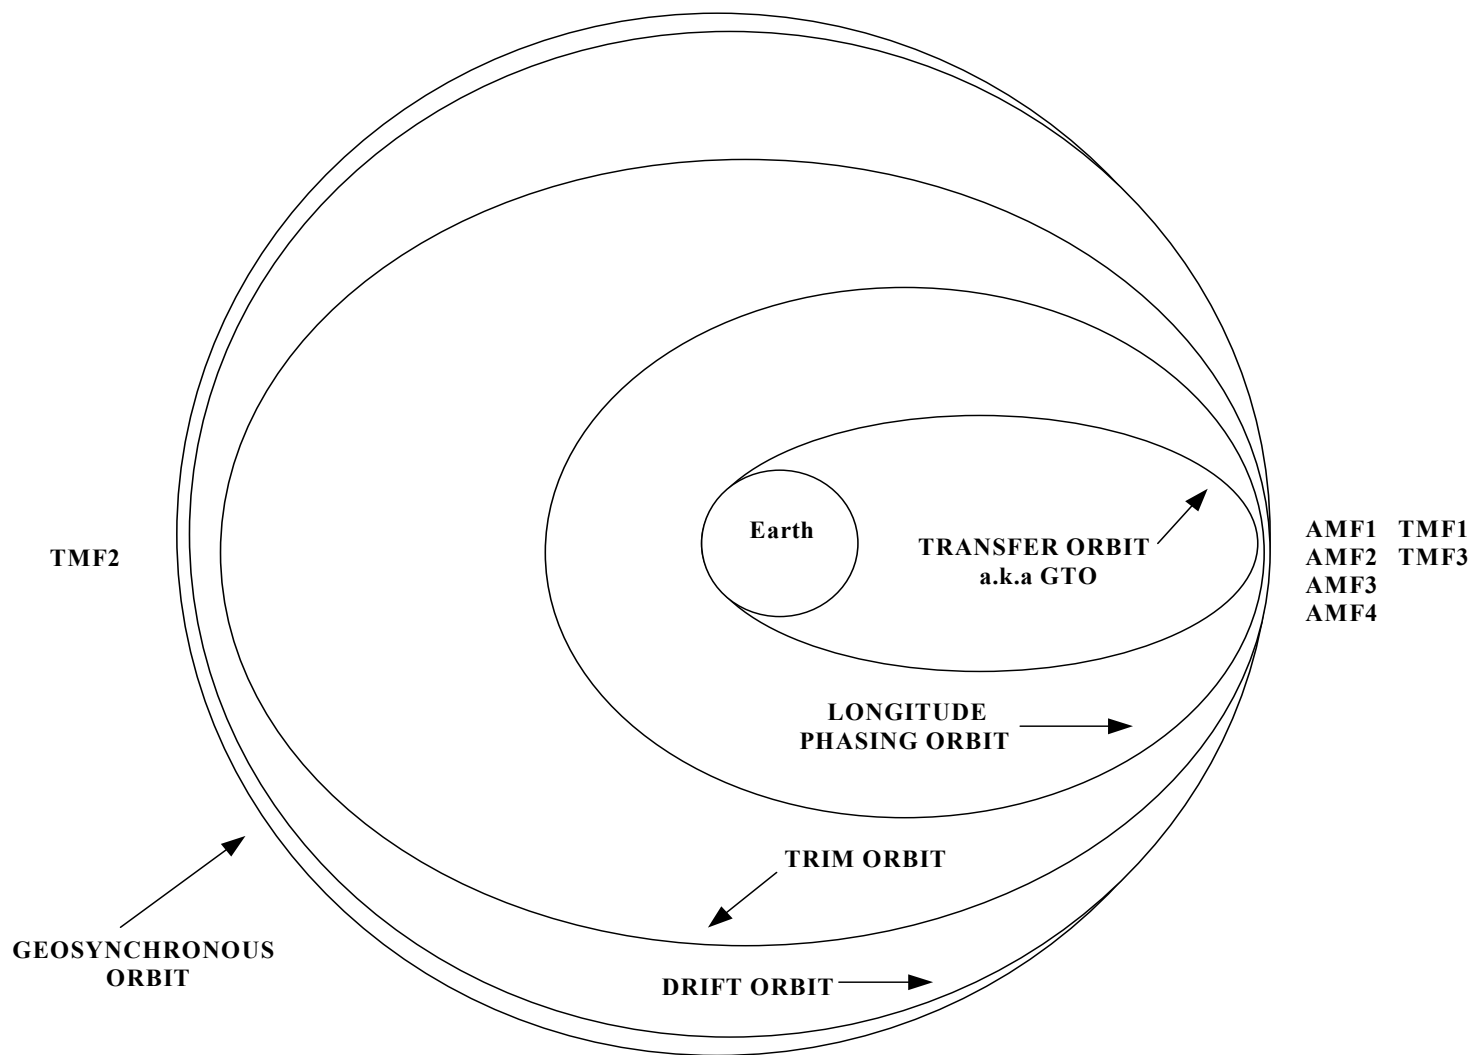 Earth
TRANSFER ORBIT
a.k.a GTO
AMF1 TMF1
AMF2 TMF3
AMF3
AMF4
TMF2
LONGITUDE
PHASING ORBIT
TRIM ORBIT
GEOSYNCHRONOUS
ORBIT
DRIFT ORBIT